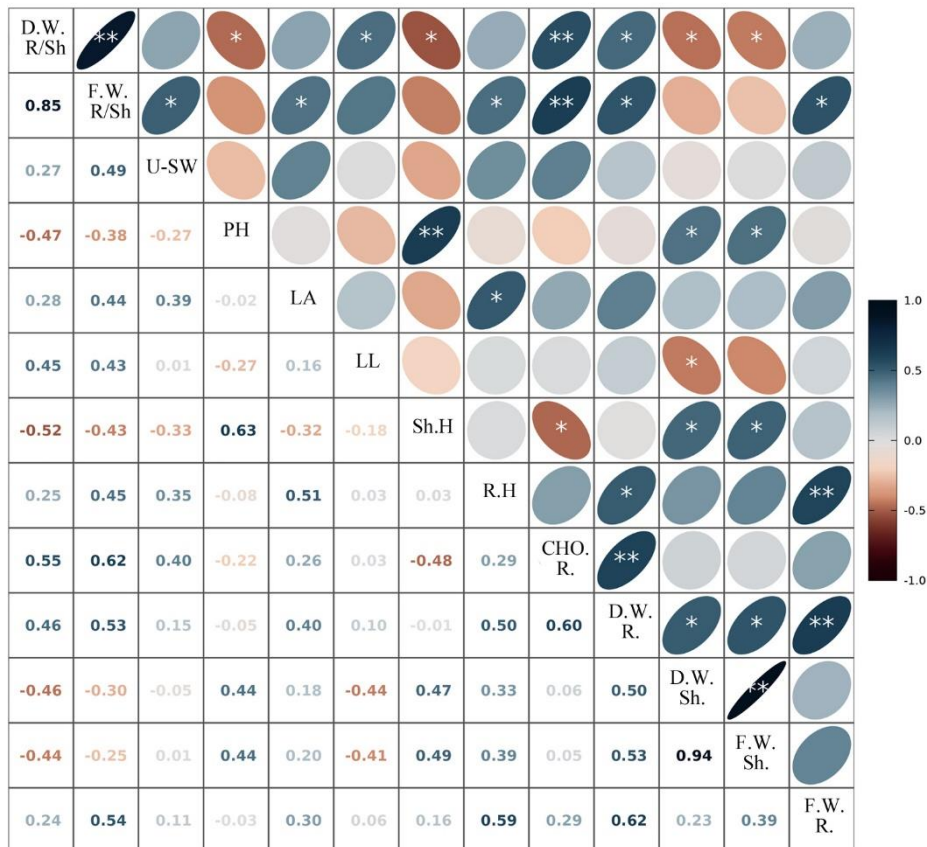 D.W.
R/Sh
**
*
*
*
**
*
*
*
0.85
F.W.
R/Sh
*
*
*
**
*
*
0.27 0.49 U-SW
-0.47 -0.38 -0.27 PH ** * *
0.28 0.44 0.39 -0.02 LA *
1.0
0.45 0.43 0.01 -0.27 0.16 LL *
0.5
-0.52 -0.43 -0.33 0.63 -0.32 -0.18 Sh.H * * *
0.0
0.25 0.45 0.35 -0.08 0.51 0.03 0.03 R.H * **
-0.5
0.55 0.62 0.40 -0.22 0.26 0.03 -0.48 0.29 CHO.
R.
**
-1.0
0.46 0.53 0.15 -0.05 0.40 0.10 -0.01 0.50 0.60 D.W.
R.
* * **
-0.46 -0.30 -0.05 0.44 0.18 -0.44 0.47 0.33 0.06 0.50 D.W.
Sh.
**
-0.44 -0.25 0.01 0.44 0.20 -0.41 0.49 0.39 0.05 0.53 0.94 F.W.
Sh.
0.24 0.54 0.11 -0.03 0.30 0.06 0.16 0.59 0.29 0.62 0.23 0.39 F.W.
R.